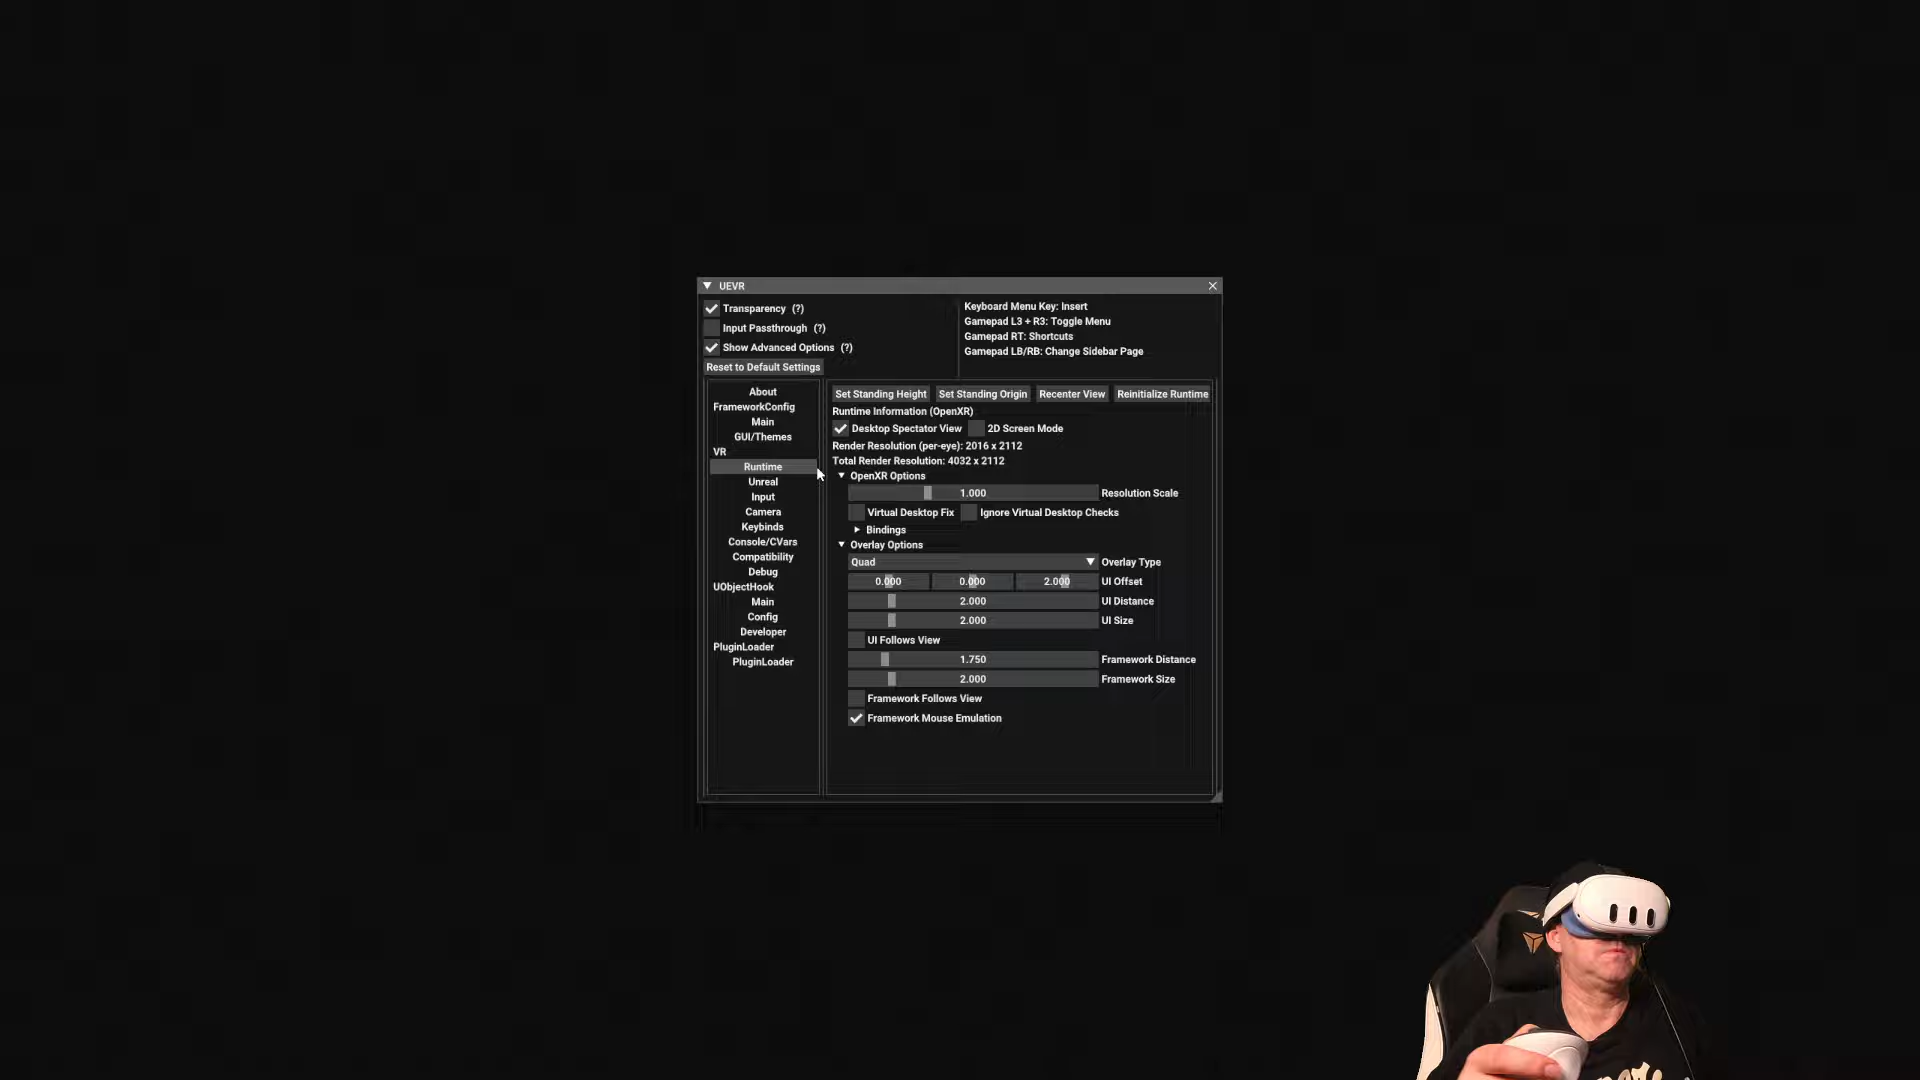 UEVR
Transparency (?)
Input Passthrough (?)
Show Advanced Options (?)
Reset to Default Settings
Keyboard Menu Key: Insert
Gamepad L3 + R3: Toggle Menu
Gamepad RT: Shortcuts
Gamepad LB/RB: Change Sidebar Page
About
FrameworkConfig
Main
GUI/Themes
VR
Runtime
Unreal
Input
Camera
Keybinds
Console/CVars
Compatibility
Debug
UObjectHook
Main
Config
Developer
PluginLoader
PluginLoader
Set Standing Height Set Standing Origin Recenter View Reinitialize Runtime
Runtime Information (OpenXR)
Desktop Spectator View 2D Screen Mode
Render Resolution (per-eye): 2016 x 2112
Total Render Resolution: 4032 x 2112
OpenXR Options
1.000 Resolution Scale
Virtual Desktop Fix Ignore Virtual Desktop Checks
Bindings
Overlay Options
Quad Overlay Type
0.000 0.000 2.000 UI Offset
2.000 UI Distance
2.000 UI Size
UI Follows View
1.750 Framework Distance
2.000 Framework Size
Framework Follows View
Framework Mouse Emulation